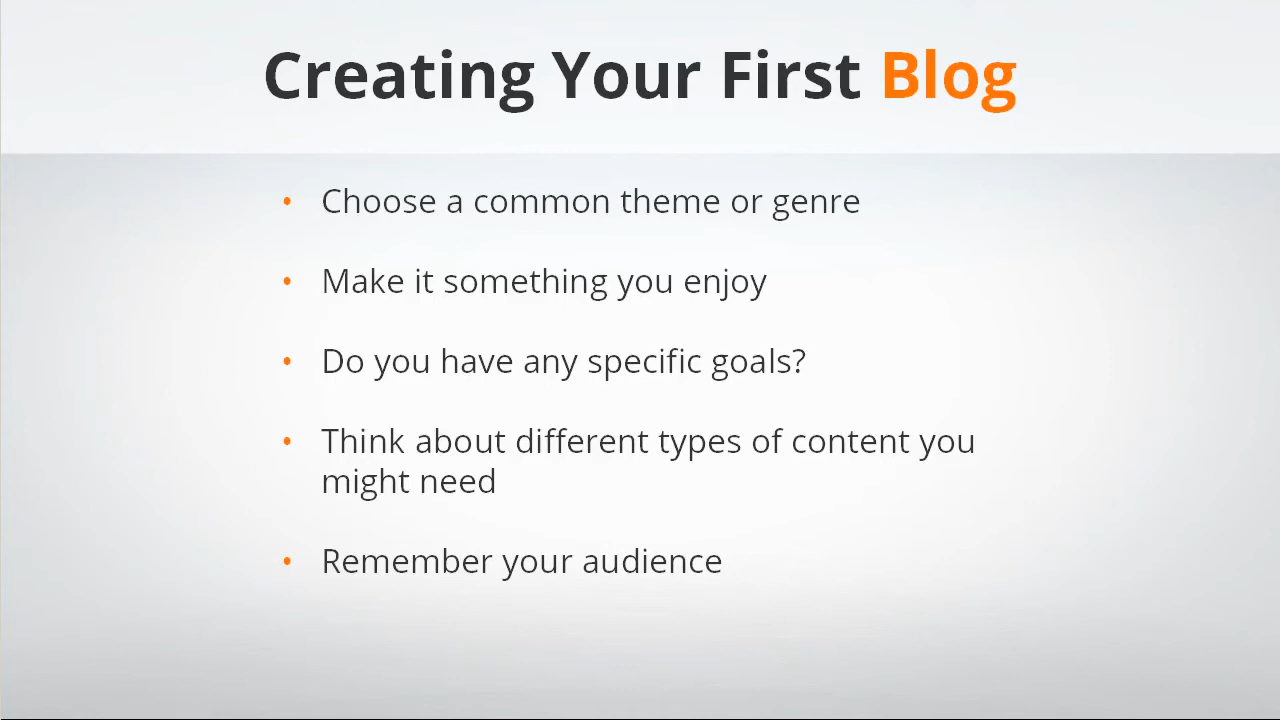 Creating Your First Blog
• Choose a common theme or genre
• Make it something you enjoy
• Do you have any specific goals?
• Think about different types of content you
might need
• Remember your audience